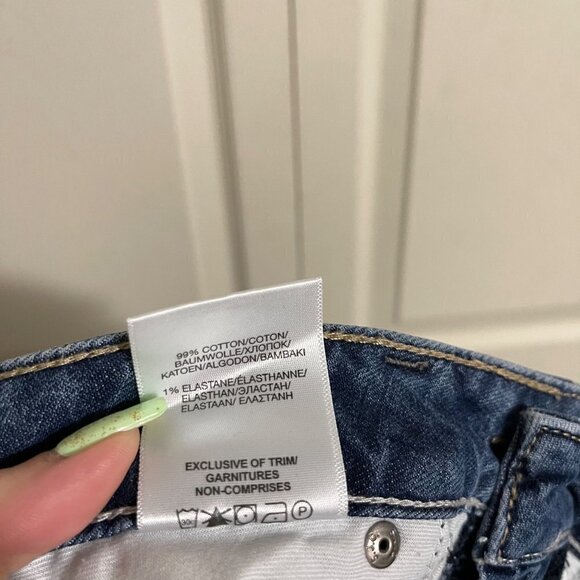 99% COTTON/COTON/
BAUMWOLLE/ХЛОПОК/
KATOEN/ALGODON/BAMBAKI
1% ELASTANE/ÉLASTHANNE/
ELASTHAN/ЭЛАСТАН/
ELASTAAN/ ΕΛΑΣΤΑΝΗ
EXCLUSIVE OF TRIM/
GARNITURES
NON-COMPRISES
30c P